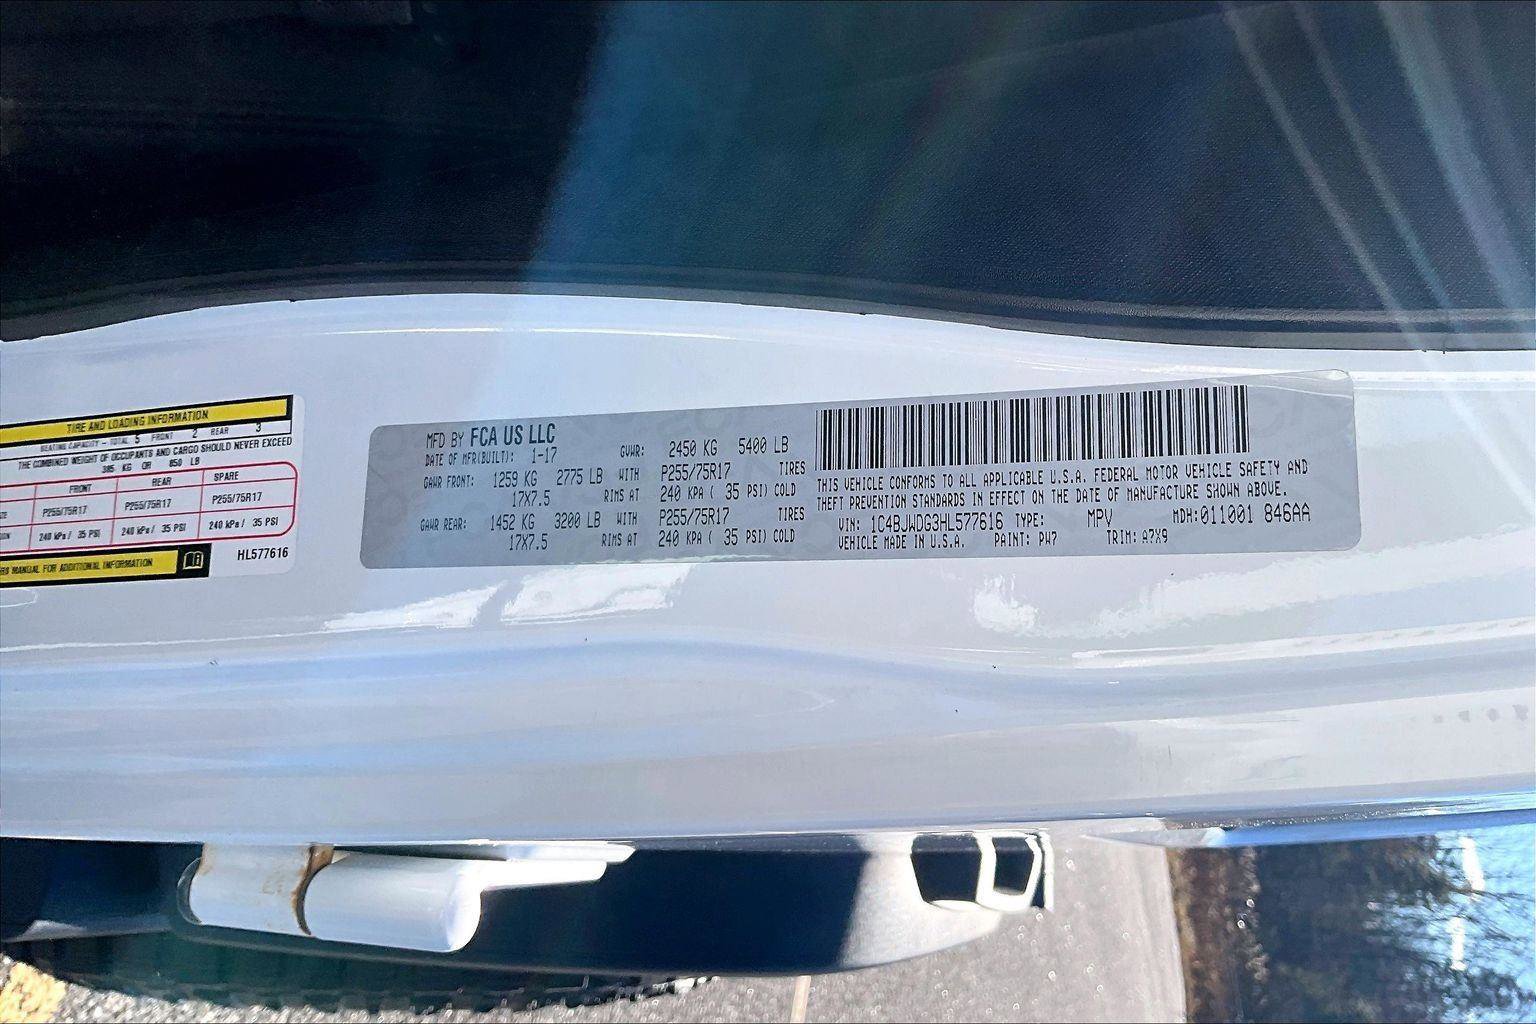 TIRE AND LOADING INFORMATION
SEATING CAPACITY - TOTAL 5 FRONT 2 REAR 3
THE COMBINED WEIGHT OF OCCUPANTS AND CARGO SHOULD NEVER EXCEED
385 KG OR 850 LB
FRONT REAR SPARE
P255/75R17 P255/75R17 P255/75R17
240 kPa / 35 PSI 240 kPa / 35 PSI 240 kPa / 35 PSI
MANUAL FOR ADDITIONAL INFORMATION
HL577616
MFD BY FCA US LLC
DATE OF MFR(BUILT): 1-17 GVWR: 2450 KG 5400 LB
GAWR FRONT: 1259 KG 2775 LB WITH P255/75R17 TIRES
17X7.5 RIMS AT 240 KPA ( 35 PSI) COLD
GAWR REAR: 1452 KG 3200 LB WITH P255/75R17 TIRES
17X7.5 RIMS AT 240 KPA ( 35 PSI) COLD
THIS VEHICLE CONFORMS TO ALL APPLICABLE U.S.A. FEDERAL MOTOR VEHICLE SAFETY AND
THEFT PREVENTION STANDARDS IN EFFECT ON THE DATE OF MANUFACTURE SHOWN ABOVE.
VIN: 1C4BJWDG3HL577616 TYPE: MPV MDH:011001 846AA
VEHICLE MADE IN U.S.A. PAINT: PW7 TRIM: A7X9